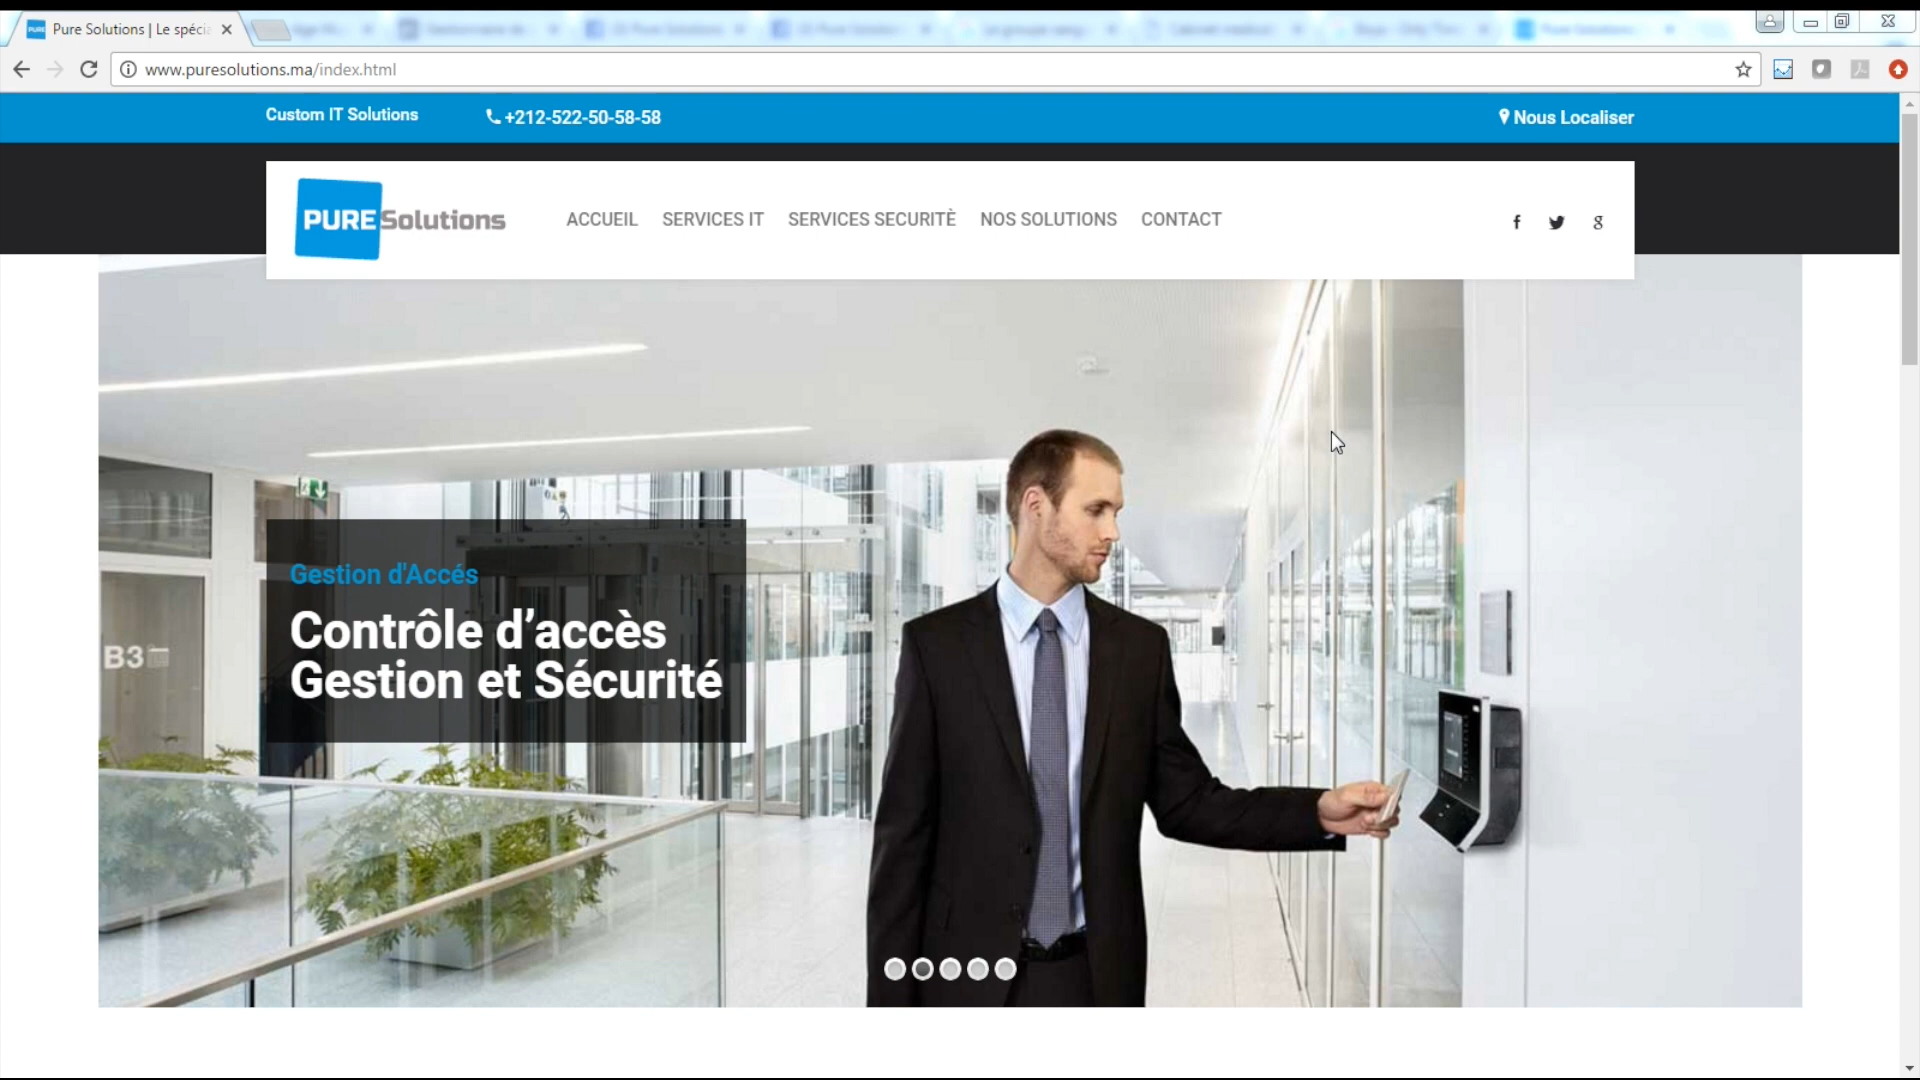 Pure Solutions | Le spécia
www.puresolutions.ma/index.html
Custom IT Solutions
+212-522-50-58-58
Nous Localiser
PURESolutions
ACCUEIL
SERVICES IT
SERVICES SECURITÈ
NOS SOLUTIONS
CONTACT
Gestion d'Accés
Contrôle d’accès
Gestion et Sécurité
B3